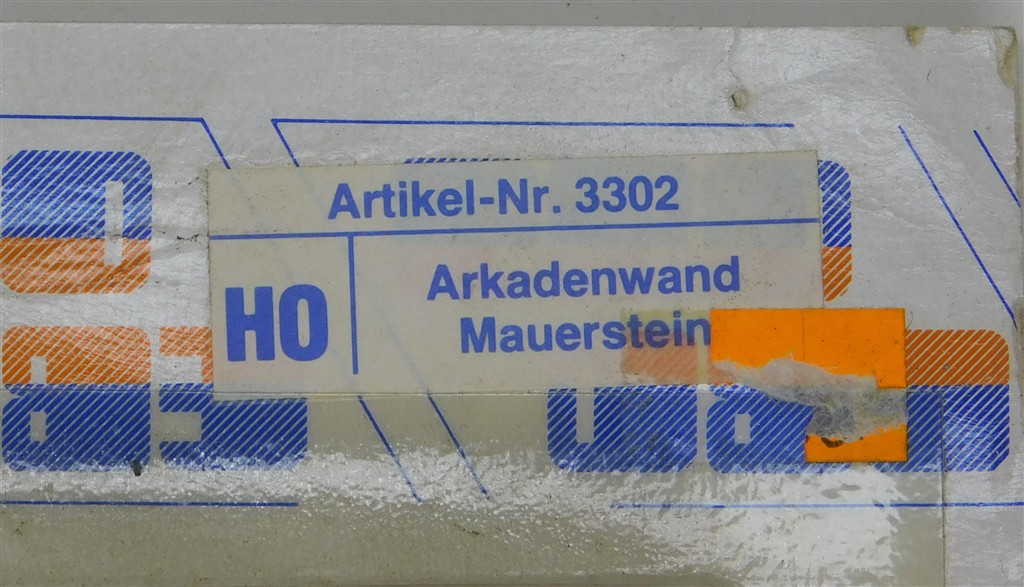 Artikel-Nr. 3302
HO
Arkadenwand
Mauerstein